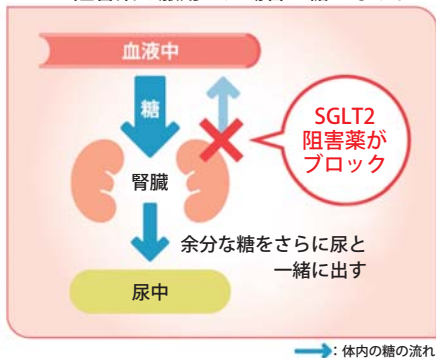 血液中
糖
SGLT2
阻害薬が
ブロック
腎臓
余分な糖をさらに尿と
一緒に出す
尿中
：体内の糖の流れ